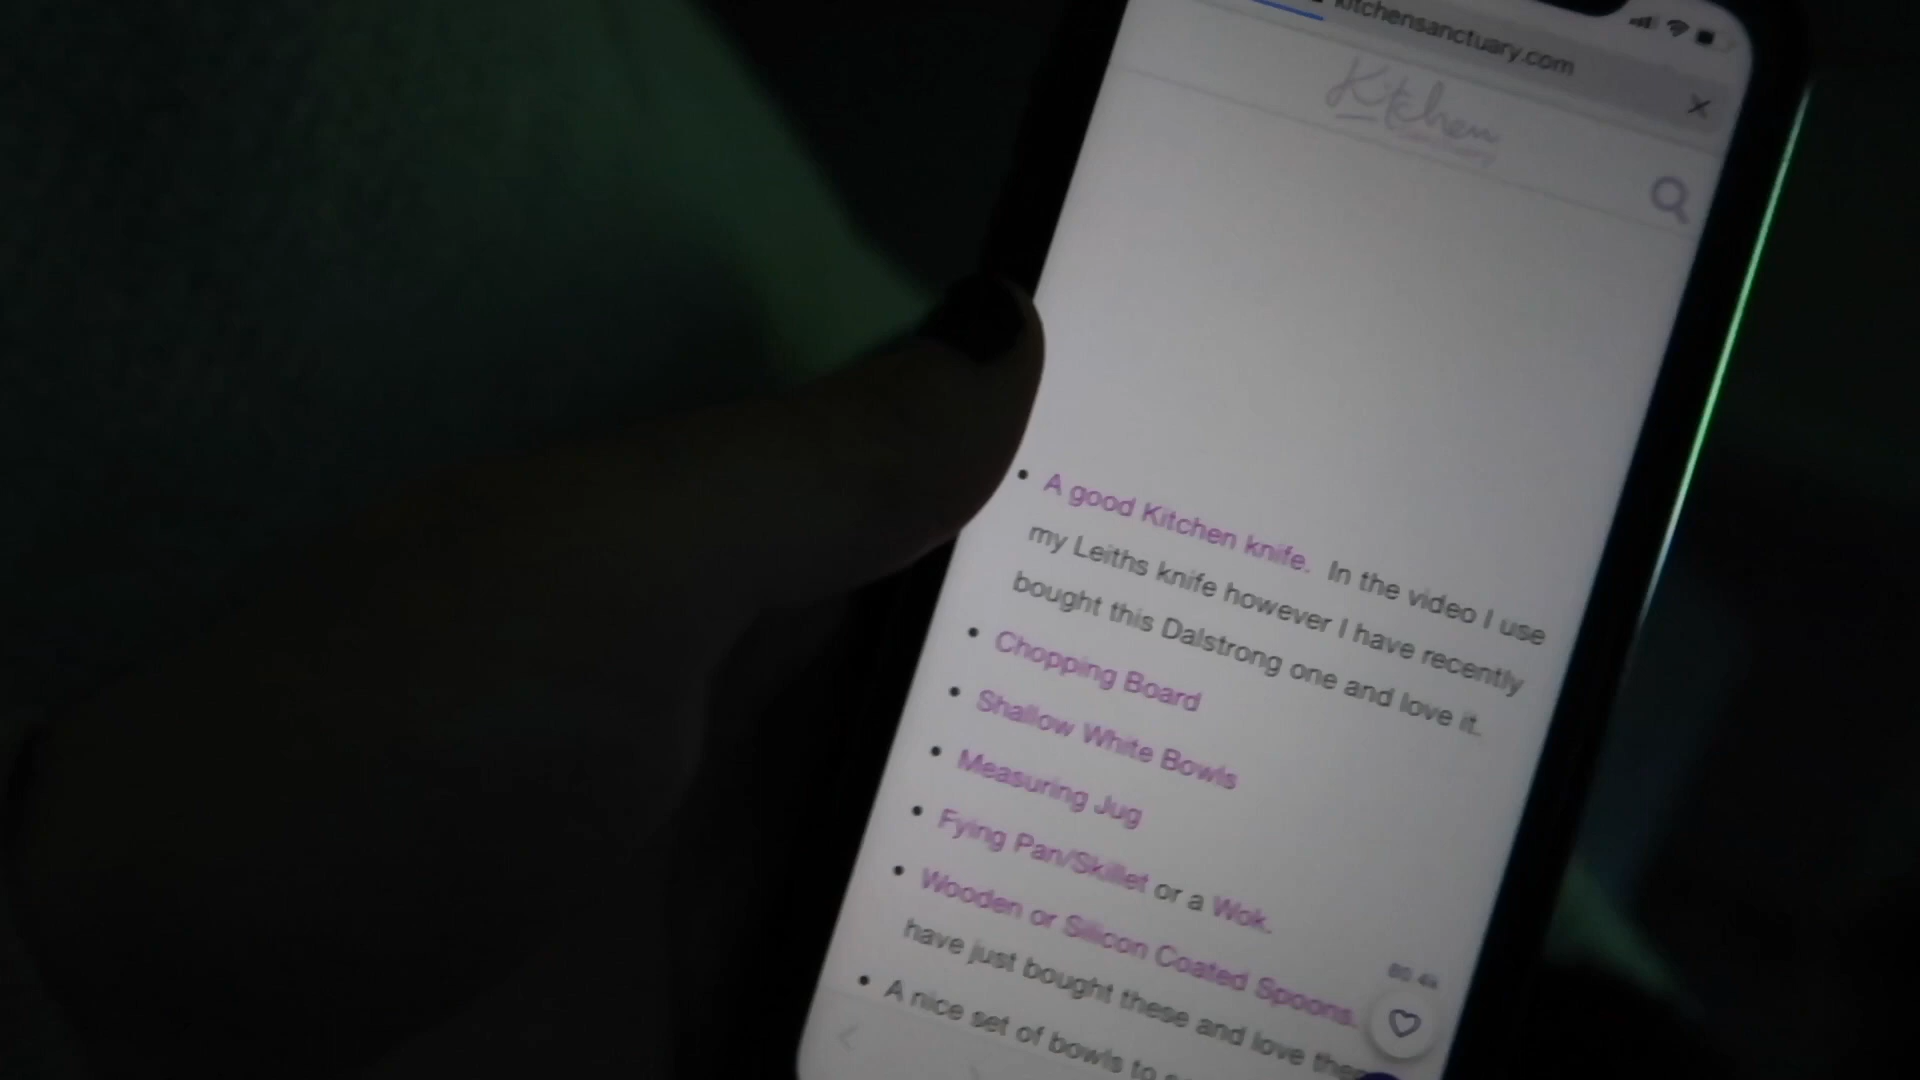 kitchensanctuary.com
Kitchen
A good Kitchen knife. In the video I use
my Leiths knife however I have recently
bought this Dalstrong one and love it.
Chopping Board
Shallow White Bowls
Measuring Jug
Fying Pan/Skillet or a Wok.
Wooden or Silicon Coated Spoons.
have just bought these and love
A nice set of bowls to